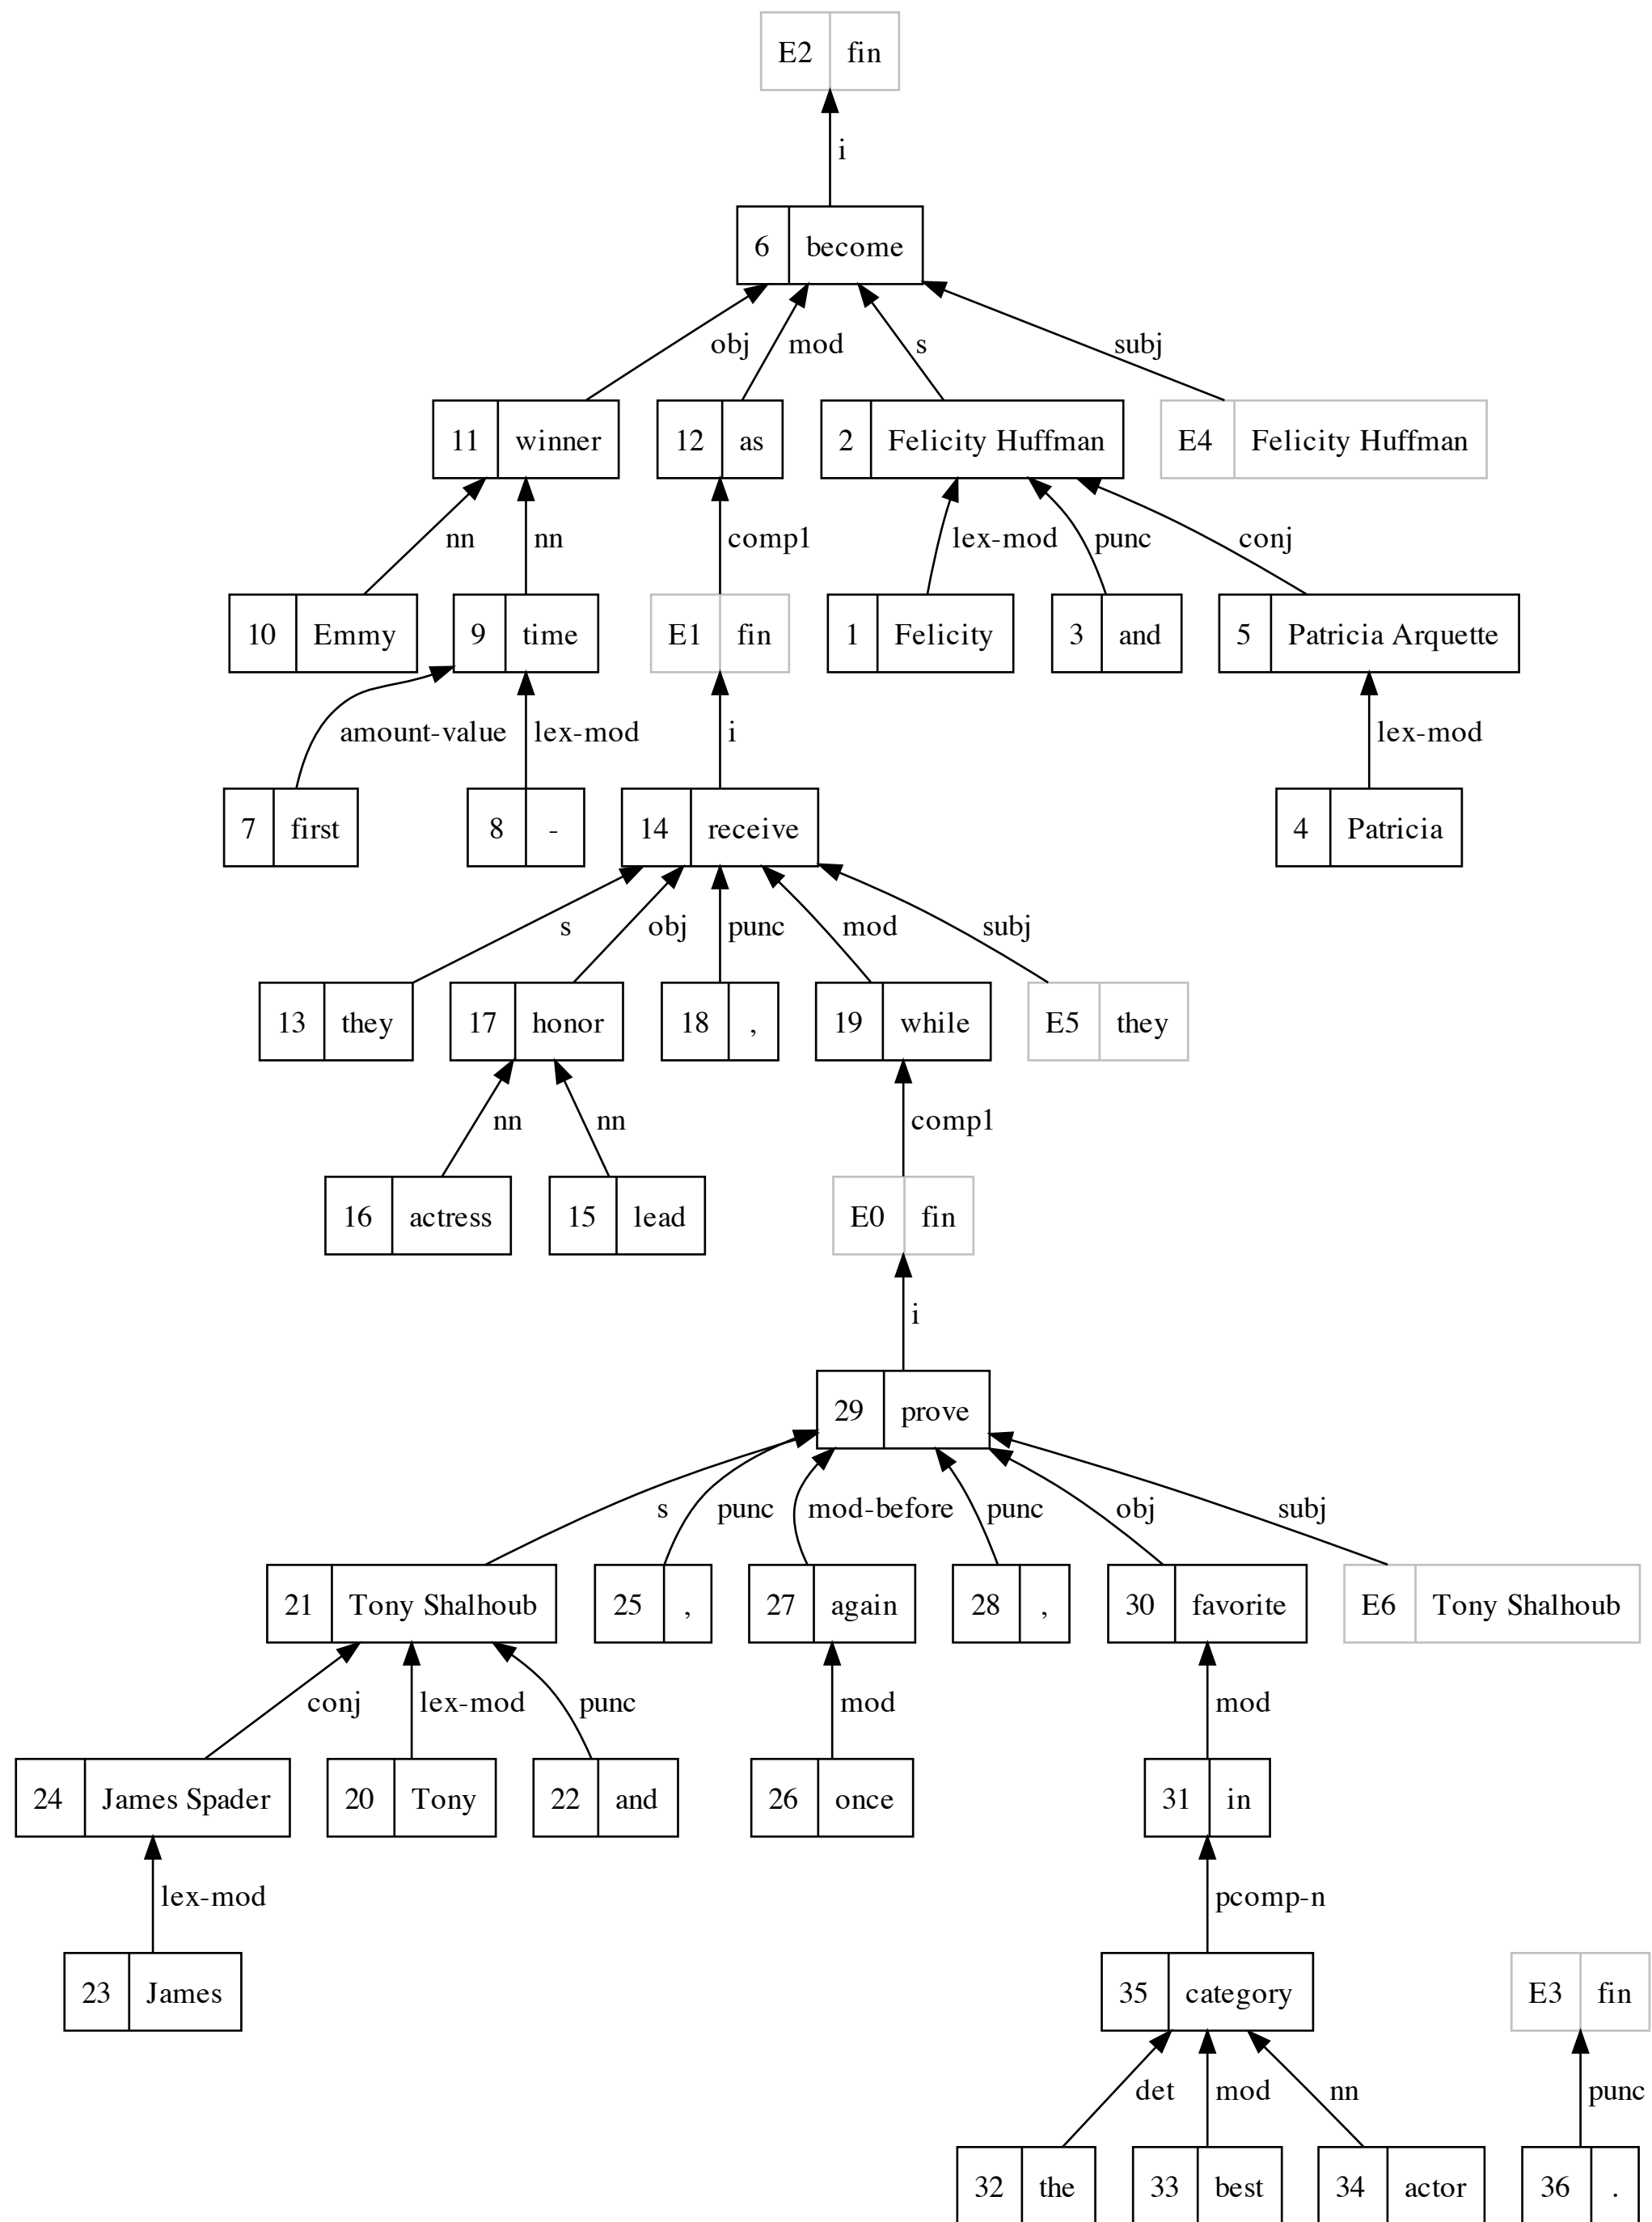 E2 fin
i
6 become
obj mod s subj
11 winner 12 as 2 Felicity Huffman E4 Felicity Huffman
nn nn comp1 lex-mod punc conj
10 Emmy 9 time E1 fin 1 Felicity 3 and 5 Patricia Arquette
amount-value lex-mod i lex-mod
7 first 8 - 14 receive 4 Patricia
s obj punc mod subj
13 they 17 honor 18 , 19 while E5 they
nn nn comp1
16 actress 15 lead E0 fin
i
29 prove
s punc mod-before punc obj subj
21 Tony Shalhoub 25 , 27 again 28 , 30 favorite E6 Tony Shalhoub
conj lex-mod punc mod mod
24 James Spader 20 Tony 22 and 26 once 31 in
lex-mod pcomp-n
23 James 35 category E3 fin
det mod nn punc
32 the 33 best 34 actor 36 .